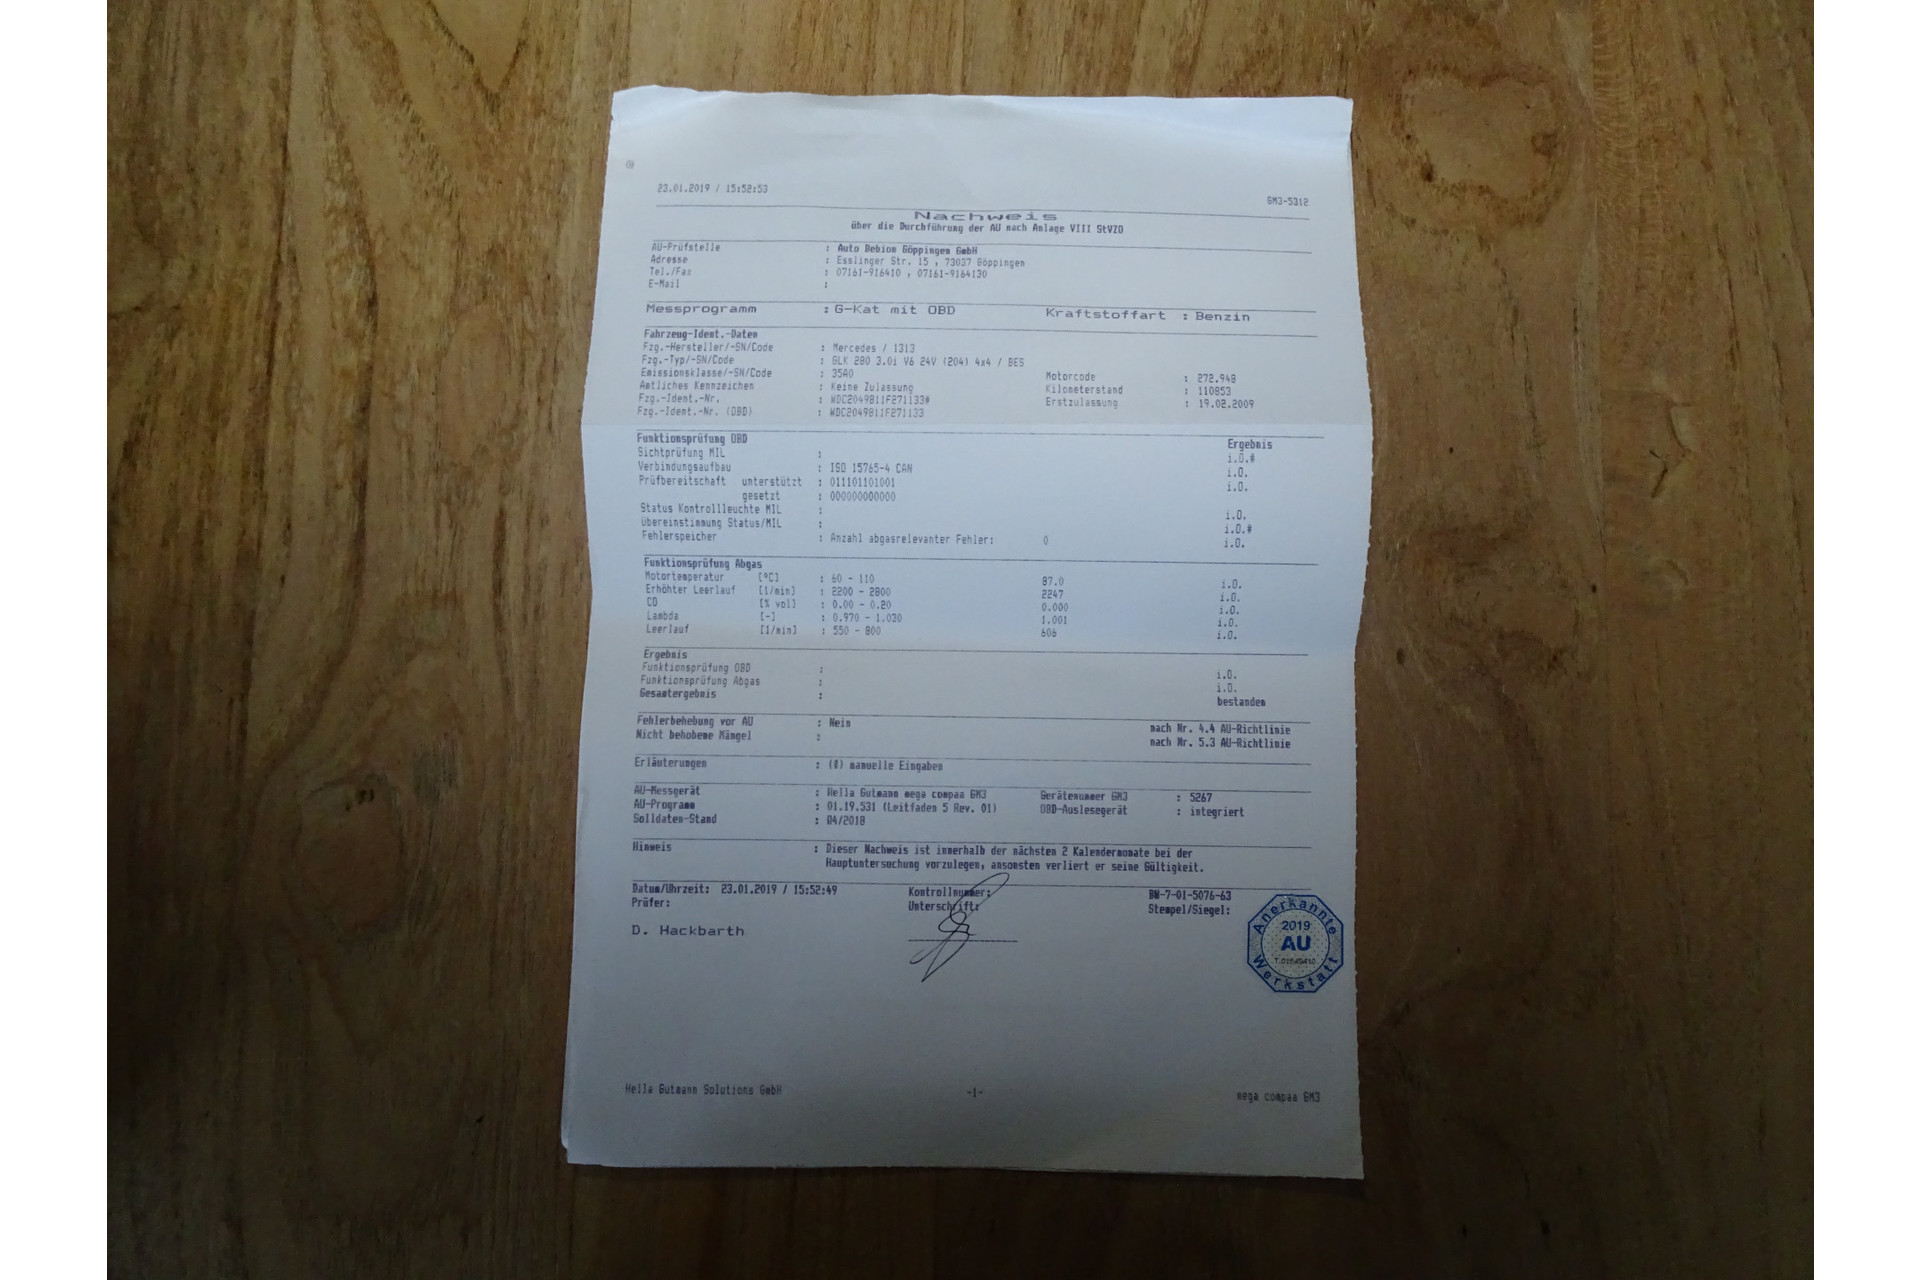 23.01.2019 / 15:52:53
GM3-5312
Nachweis
über die Durchführung der AU nach Anlage VIII StVZO
AU-Prüfstelle : Auto Debion Göppingen GmbH
Adresse : Esslinger Str. 15 , 73037 Göppingen
Tel./Fax : 07161-916410 , 07161-9164130
E-Mail :
Messprogramm : G-Kat mit OBD Kraftstoffart : Benzin
Fahrzeug-Ident.-Daten
Fzg.-Hersteller/-SN/Code : Mercedes / 1313
Fzg.-Typ/-SN/Code : GLK 280 3.0i V6 24V (204) 4x4 / BES
Emissionsklasse/-SN/Code : 35A0 Motorcode : 272.948
Amtliches Kennzeichen : Keine Zulassung Kilometerstand : 110853
Fzg.-Ident.-Nr. : WDC2049811F271133# Erstzulassung : 19.02.2009
Fzg.-Ident.-Nr. (OBD) : WDC2049811F271133
Funktionsprüfung OBD Ergebnis
Sichtprüfung MIL : i.O.#
Verbindungsaufbau : ISO 15765-4 CAN i.O.
Prüfbereitschaft unterstützt : 011101101001 i.O.
gesetzt : 000000000000
Status Kontrollleuchte MIL : i.O.
Übereinstimmung Status/MIL : i.O.#
Fehlerspeicher : Anzahl abgasrelevanter Fehler: 0 i.O.
Funktionsprüfung Abgas
Motortemperatur [°C] : 60 - 110 87.0 i.O.
Erhöhter Leerlauf [1/min] : 2200 - 2800 2247 i.O.
CO [% vol] : 0.00 - 0.20 0.000 i.O.
Lambda [-] : 0.970 - 1.030 1.001 i.O.
Leerlauf [1/min] : 550 - 800 606 i.O.
Ergebnis
Funktionsprüfung OBD : i.O.
Funktionsprüfung Abgas : i.O.
Gesamtergebnis : bestanden
Fehlerbehebung vor AU : Nein nach Nr. 4.4 AU-Richtlinie
Nicht behobene Mängel : nach Nr. 5.3 AU-Richtlinie
Erläuterungen : (#) manuelle Eingaben
AU-Messgerät : Hella Gutmann mega compaa GM3 Gerätenummer GM3 : 5267
AU-Programm : 01.19.531 (Leitfaden 5 Rev. 01) OBD-Auslesegerät : integriert
Solldaten-Stand : 04/2018
Hinweis : Dieser Nachweis ist innerhalb der nächsten 2 Kalendermonate bei der
Hauptuntersuchung vorzulegen, ansonsten verliert er seine Gültigkeit.
Datum/Uhrzeit: 23.01.2019 / 15:52:49 Kontrollnummer: BW-7-01-5076-63
Prüfer: Unterschrift: Stempel/Siegel:
D. Hackbarth
Anerkannte
2019
AU
Werkstatt
Hella Gutmann Solutions GmbH -1- mega compaa GM3